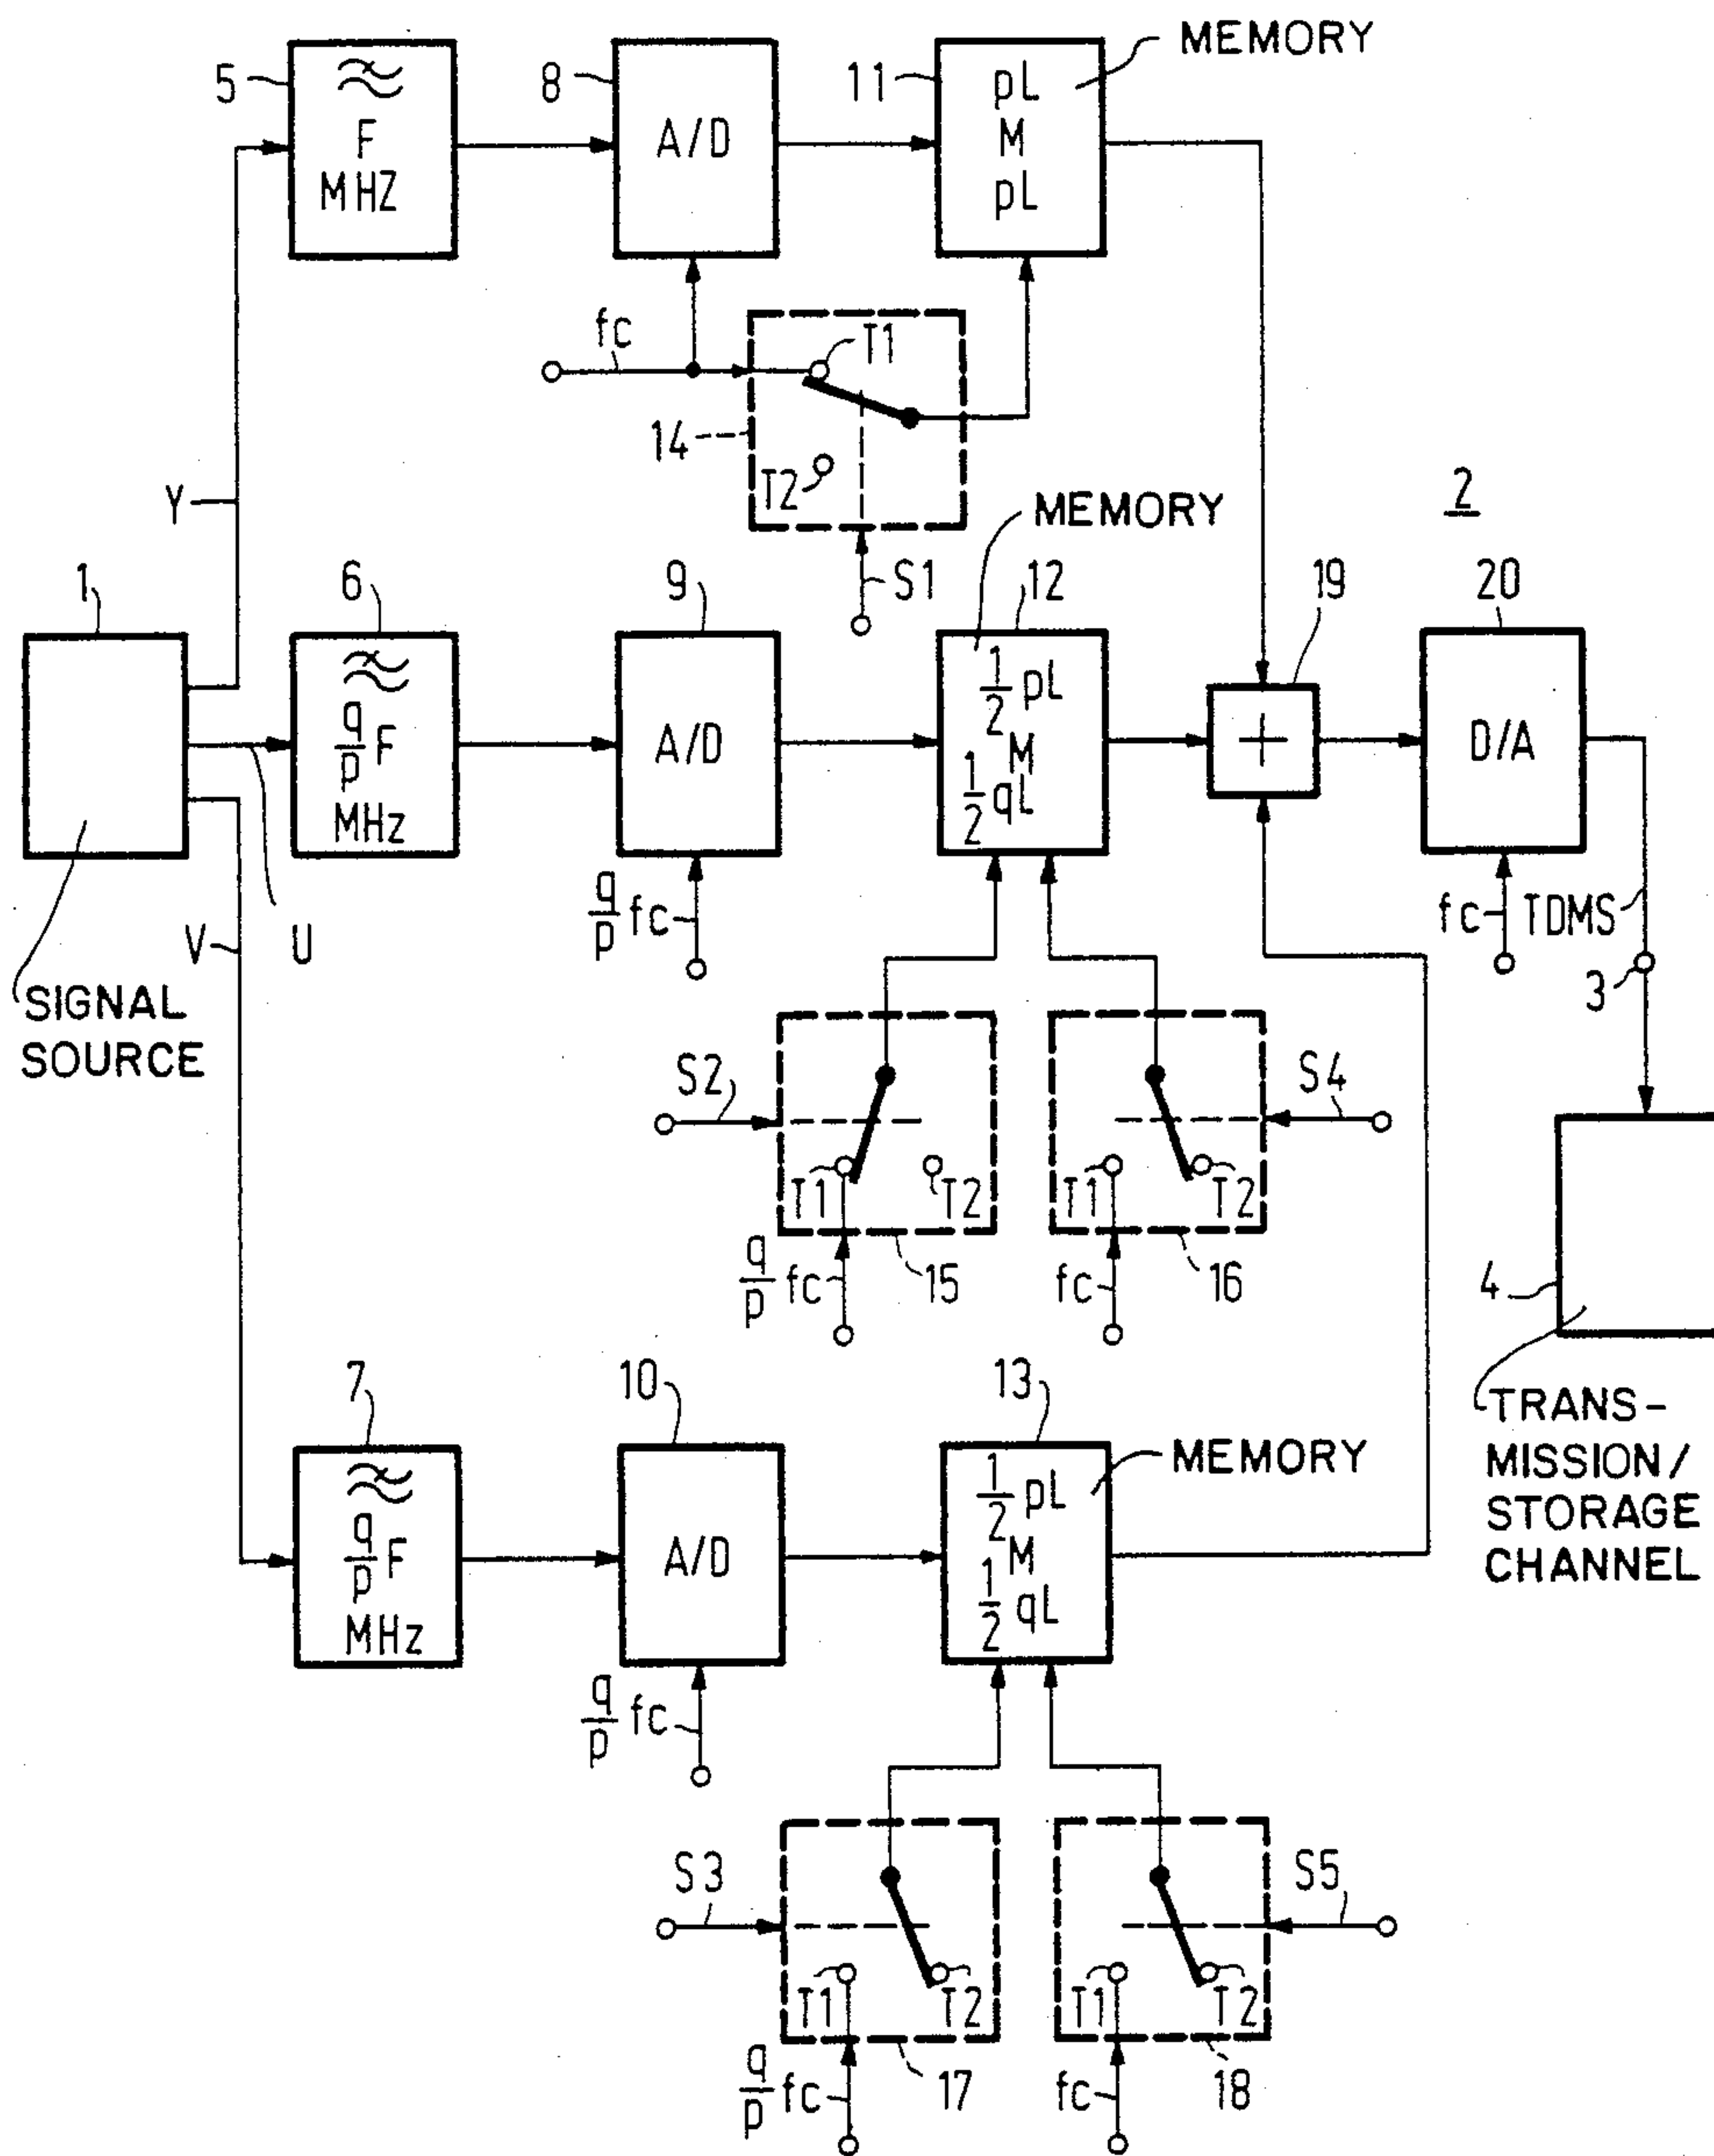 MEMORY
5
F
MHZ
8
A/D
11
pL
M
pL
fc
T1
14
T2
S1
Y
MEMORY
2
1
6
q/p F
MHz
9
A/D
12
1/2 pL
M
1/2 qL
19
+
20
D/A
q/p fc
fc
TDMS
3
V
U
SIGNAL
SOURCE
S2
T1
T2
S4
T1
T2
q/p fc
15
fc
16
4
TRANS-
MISSION/
STORAGE
CHANNEL
7
q/p F
MHz
10
A/D
13
1/2 pL
M
1/2 qL
MEMORY
q/p fc
S3
T1
T2
S5
T1
T2
q/p fc
17
fc
18